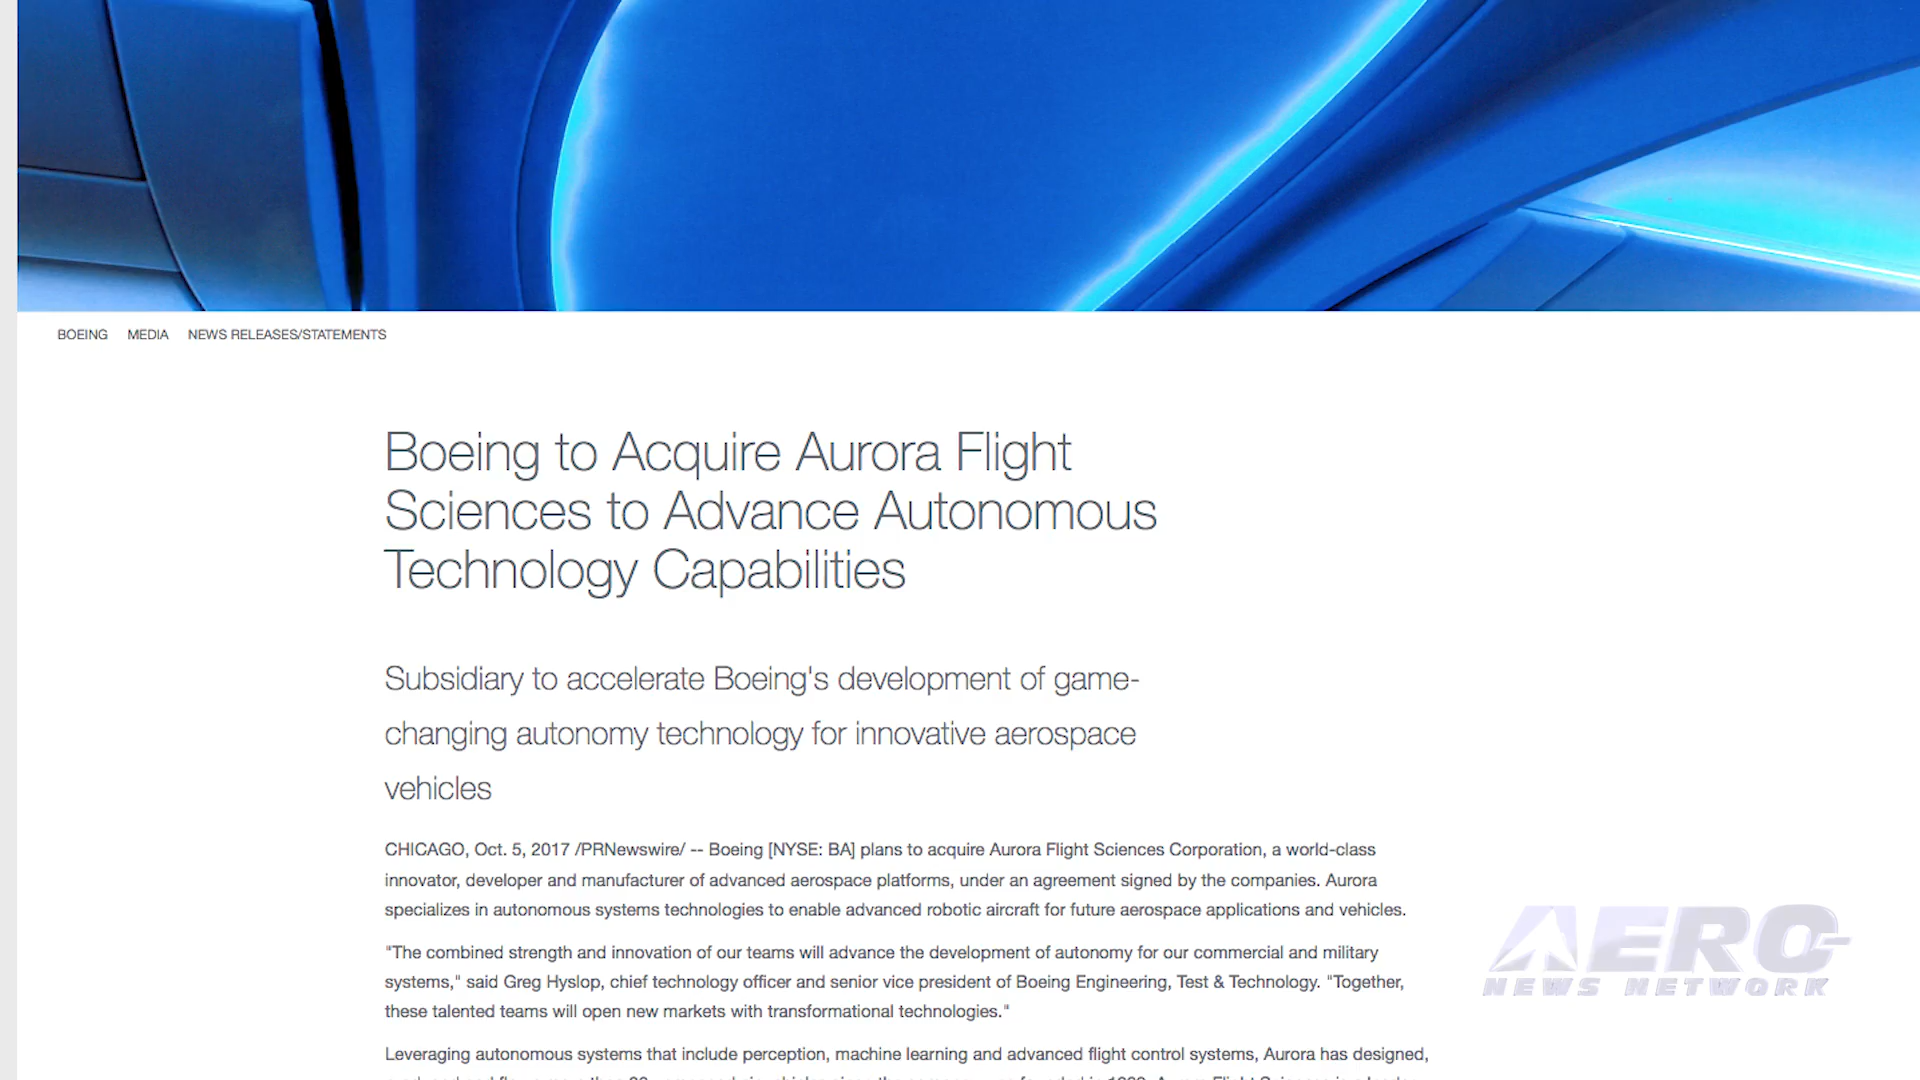 BOEING MEDIA NEWS RELEASES/STATEMENTS
Boeing to Acquire Aurora Flight
Sciences to Advance Autonomous
Technology Capabilities
Subsidiary to accelerate Boeing's development of game-
changing autonomy technology for innovative aerospace
vehicles
CHICAGO, Oct. 5, 2017 /PRNewswire/ -- Boeing [NYSE: BA] plans to acquire Aurora Flight Sciences Corporation, a world-class
innovator, developer and manufacturer of advanced aerospace platforms, under an agreement signed by the companies. Aurora
specializes in autonomous systems technologies to enable advanced robotic aircraft for future aerospace applications and vehicles.
"The combined strength and innovation of our teams will advance the development of autonomy for our commercial and military
systems," said Greg Hyslop, chief technology officer and senior vice president of Boeing Engineering, Test & Technology. "Together,
these talented teams will open new markets with transformational technologies."
Leveraging autonomous systems that include perception, machine learning and advanced flight control systems, Aurora has designed,
AERO-
NEWS NETWORK